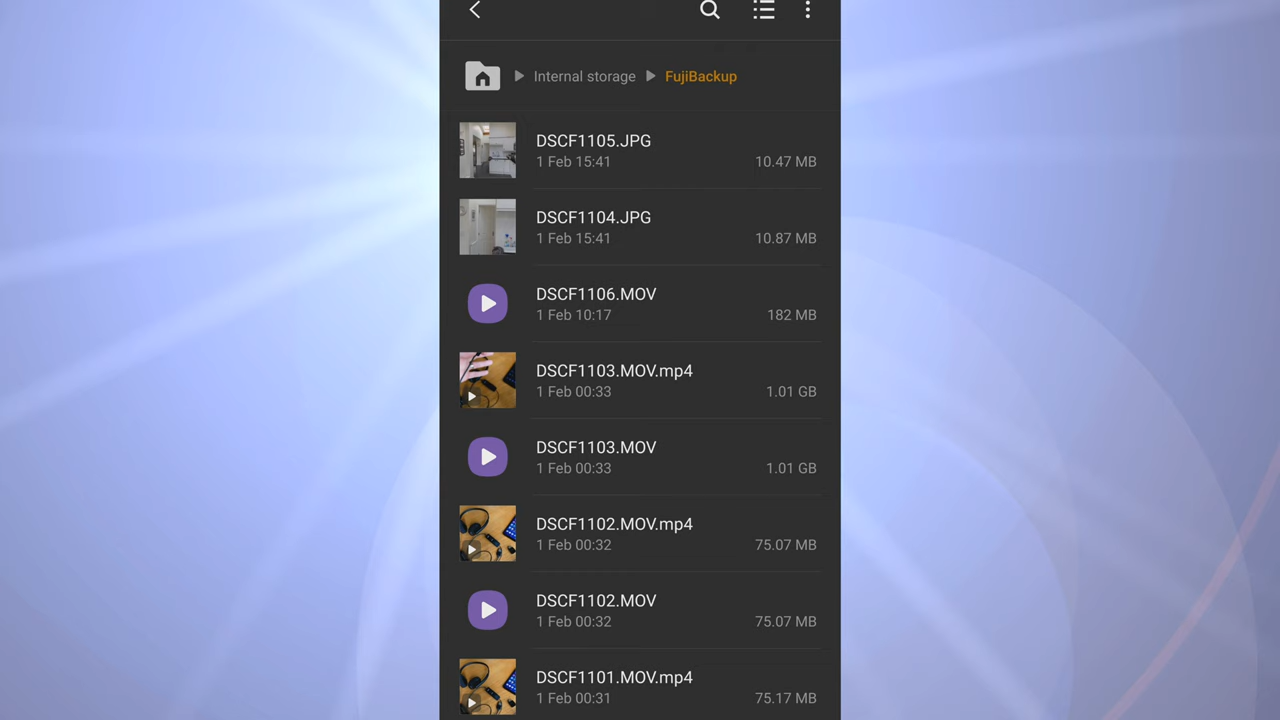 Internal storage FujiBackup
DSCF1105.JPG
1 Feb 15:41 10.47 MB
DSCF1104.JPG
1 Feb 15:41 10.87 MB
DSCF1106.MOV
1 Feb 10:17 182 MB
DSCF1103.MOV.mp4
1 Feb 00:33 1.01 GB
DSCF1103.MOV
1 Feb 00:33 1.01 GB
DSCF1102.MOV.mp4
1 Feb 00:32 75.07 MB
DSCF1102.MOV
1 Feb 00:32 75.07 MB
DSCF1101.MOV.mp4
1 Feb 00:31 75.17 MB